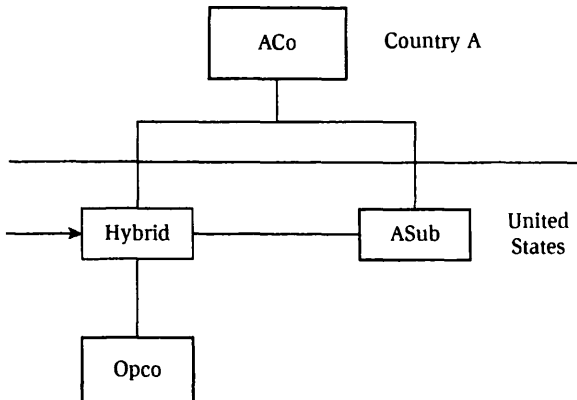 ACo
Country A
Hybrid
ASub
United
States
Opco